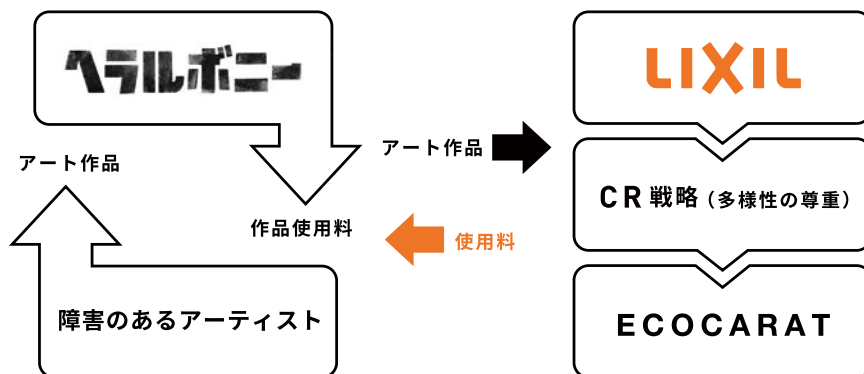 ヘラルボニー
アート作品
作品使用料
障害のあるアーティスト
アート作品
使用料
LIXIL
CR戦略(多様性の尊重)
ECOCARAT